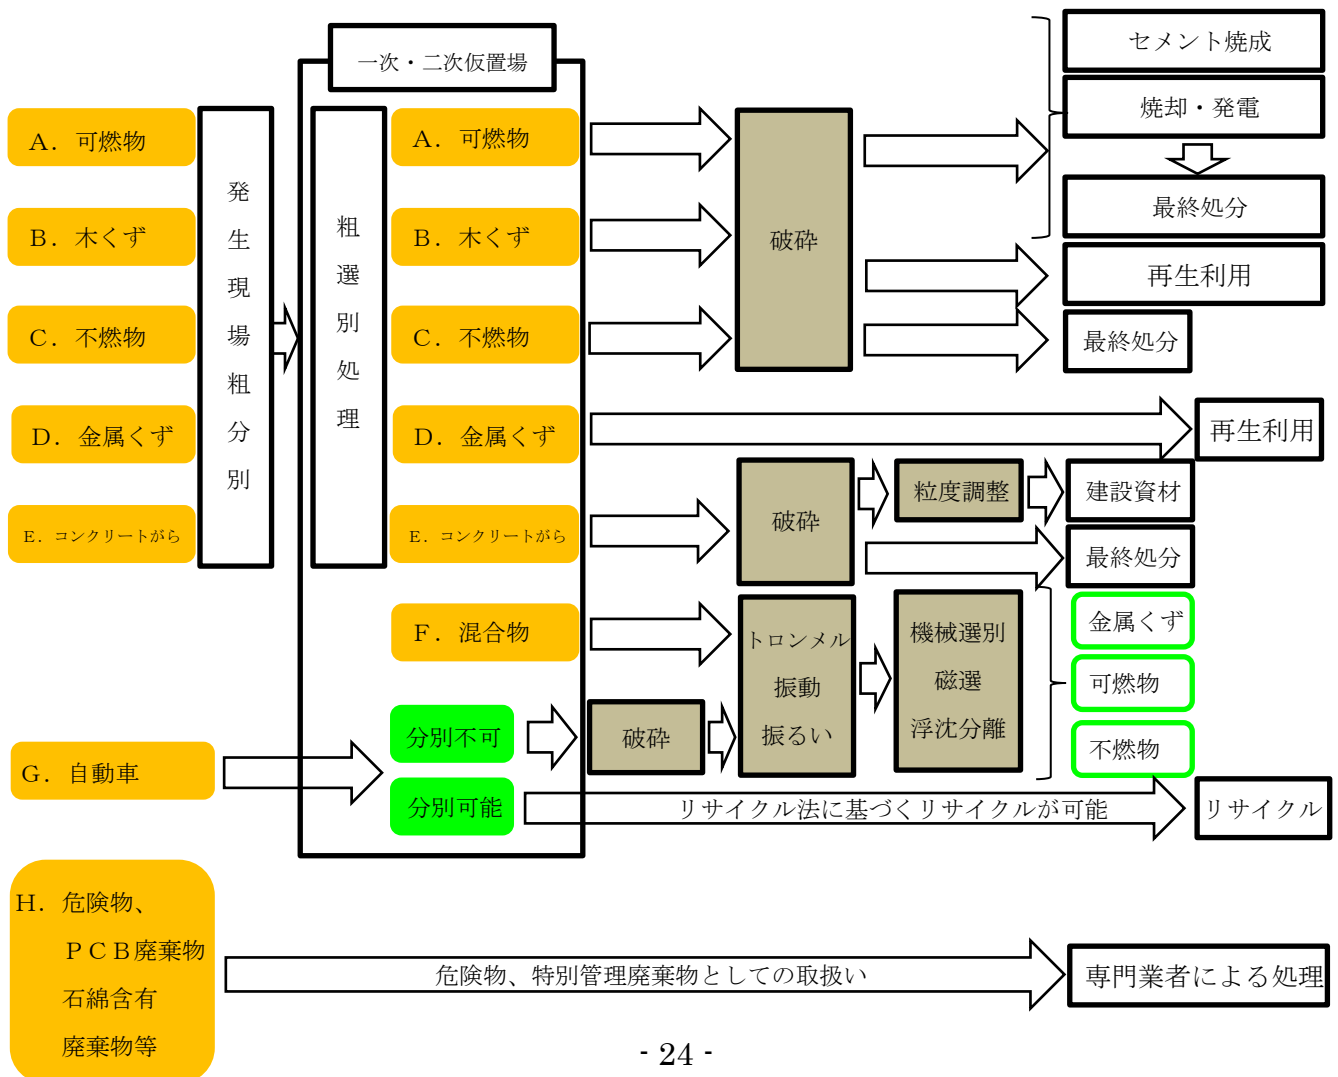 一次・二次仮置場
セメント焼成
焼却・発電
最終処分
再生利用
最終処分
A．可燃物
B．木くず
C．不燃物
D．金属くず
E．コンクリートがら
発生現場粗分別
粗選別処理
A．可燃物
B．木くず
C．不燃物
D．金属くず
E．コンクリートがら
F．混合物
破砕
再生利用
破砕
粒度調整
建設資材
最終処分
トロンメル
振動
振るい
機械選別
磁選
浮沈分離
金属くず
可燃物
不燃物
G．自動車
分別不可
破砕
分別可能
リサイクル法に基づくリサイクルが可能
リサイクル
H．危険物、
PCB廃棄物
石綿含有
廃棄物等
危険物、特別管理廃棄物としての取扱い
専門業者による処理
- 24 -